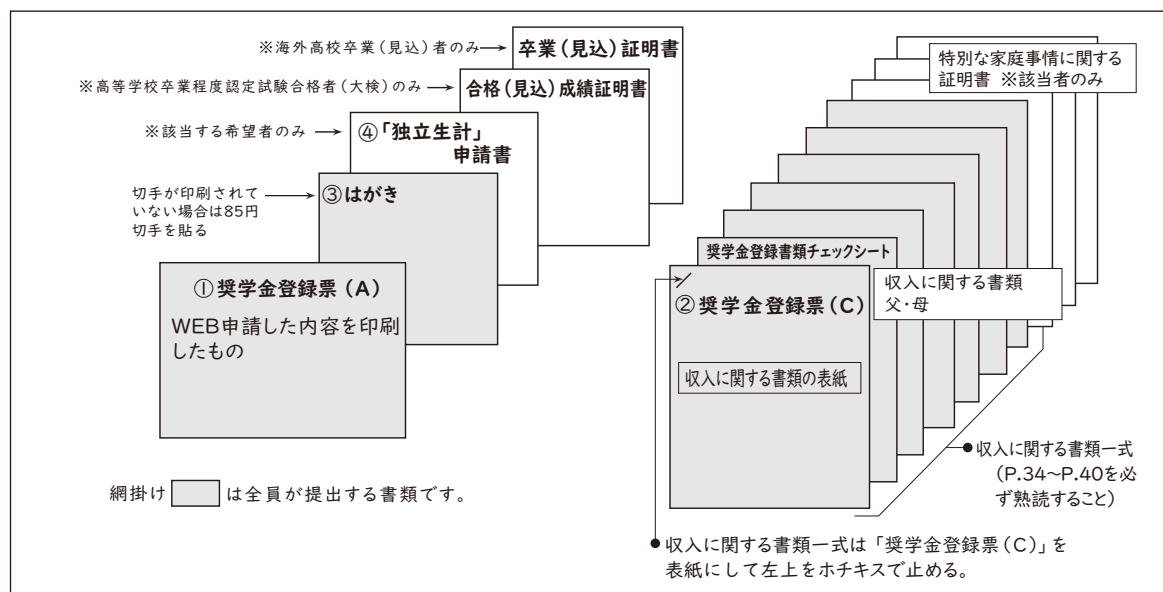 ※海外高校卒業(見込)者のみ
卒業(見込)証明書
※高等学校卒業程度認定試験合格者(大検)のみ
合格(見込)成績証明書
※該当する希望者のみ
④「独立生計」
申請書
切手が印刷されて
いない場合は85円
切手を貼る
③はがき
①奨学金登録票(A)
WEB申請した内容を印刷
したもの
網掛け は全員が提出する書類です。
特別な家庭事情に関する
証明書 ※該当者のみ
奨学金登録書類チェックシート
②奨学金登録票(C)
収入に関する書類の表紙
収入に関する書類
父・母
●収入に関する書類一式
(P.34~P.40を必
ず熟読すること)
●収入に関する書類一式は「奨学金登録票(C)」を
表紙にして左上をホチキスで止める。